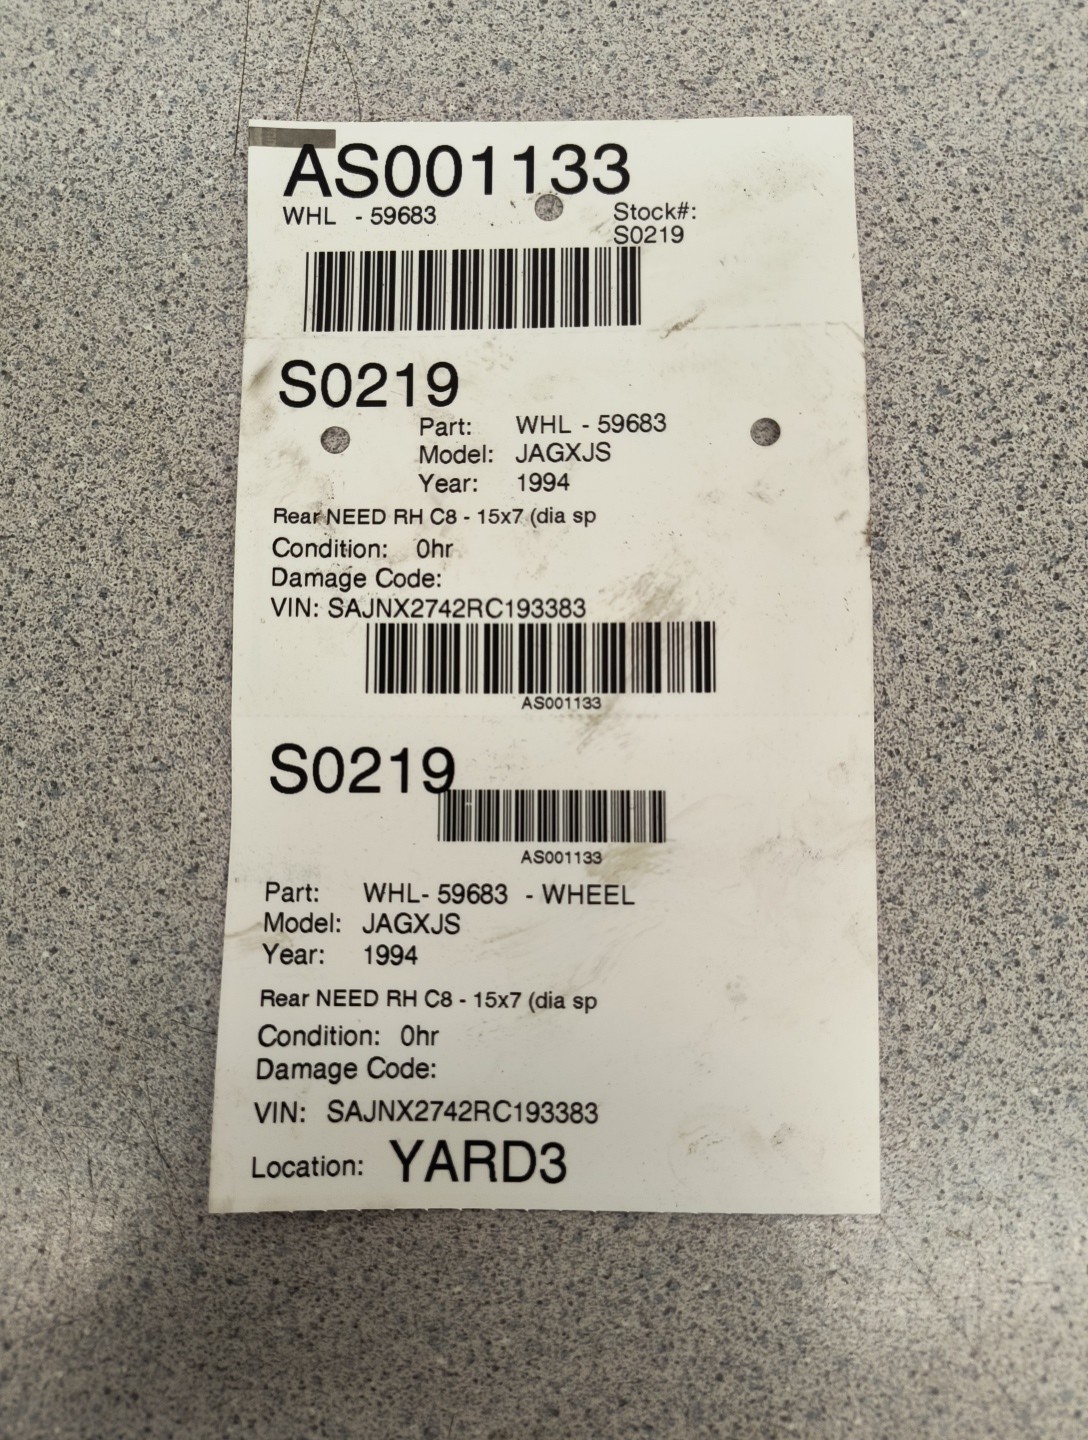 AS001133
WHL - 59683
Stock#:
S0219
S0219
Part: WHL - 59683
Model: JAGXJS
Year: 1994
Rear NEED RH C8 - 15x7 (dia sp
Condition: 0hr
Damage Code:
VIN: SAJNX2742RC193383
AS001133
S0219
AS001133
Part: WHL- 59683 - WHEEL
Model: JAGXJS
Year: 1994
Rear NEED RH C8 - 15x7 (dia sp
Condition: 0hr
Damage Code:
VIN: SAJNX2742RC193383
Location: YARD3